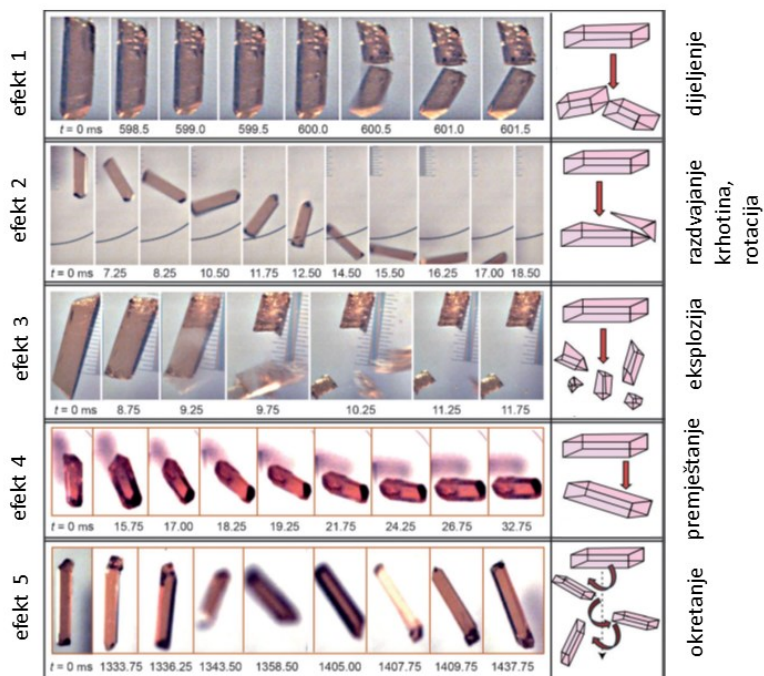 efekt 1
t = 0 ms 598.5 599.0 599.5 600.0 600.5 601.0 601.5
dijeljenje
efekt 2
t = 0 ms 7.25 8.25 10.50 11.75 12.50 14.50 15.50 16.25 17.00 18.50
razdvajanje
krhotina,
rotacija
efekt 3
t = 0 ms 8.75 9.25 9.75 10.25 11.25 11.75
eksplozija
efekt 4
t = 0 ms 15.75 17.00 18.25 19.25 21.75 24.25 26.75 32.75
premještanje
efekt 5
t = 0 ms 1333.75 1336.25 1343.50 1358.50 1405.00 1407.75 1409.75 1437.75
okretanje